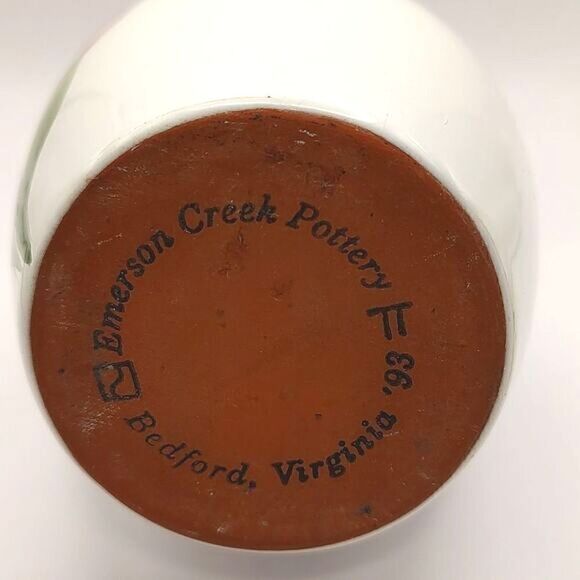 Emerson Creek Pottery
Bedford, Virginia '93